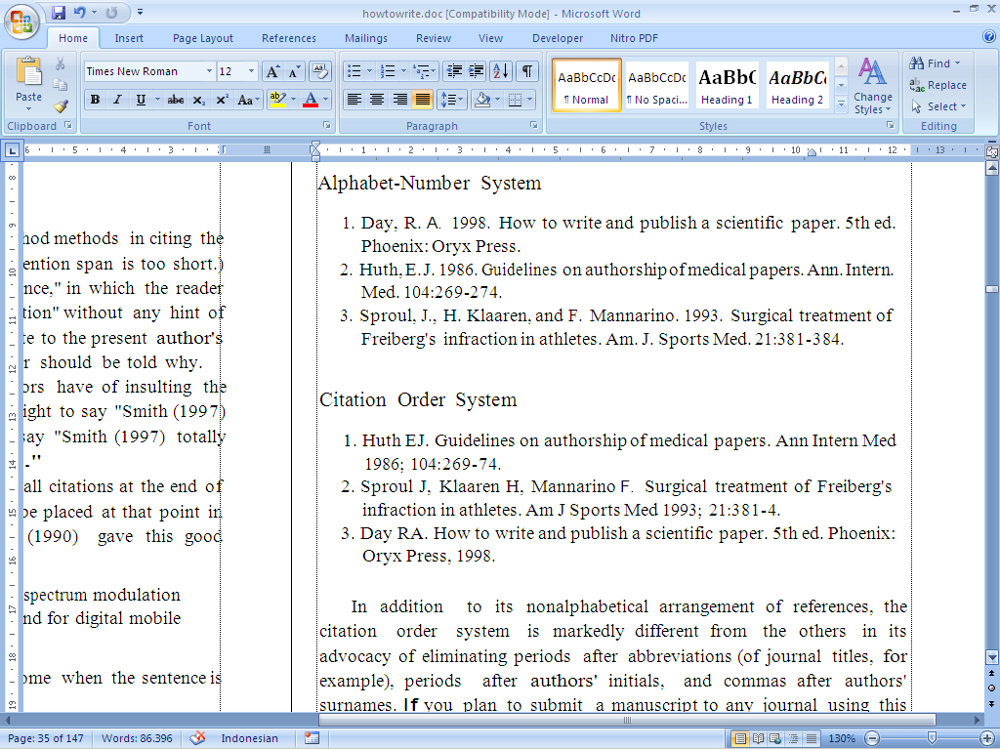 howtowrite.doc [Compatibility Mode] - Microsoft Word
Home Insert Page Layout References Mailings Review View Developer Nitro PDF
Times New Roman 12
Paste
Clipboard Font Paragraph Styles Editing
AaBbCcDc AaBbCcDc AaBbC AaBbCc
¶ Normal ¶ No Spaci... Heading 1 Heading 2
Change Styles
Find
Replace
Select
hod methods in citing the
ention span is too short.)
nce," in which the reader
tion" without any hint of
te to the present author's
r should be told why.
ors have of insulting the
ight to say "Smith (1997)
say "Smith (1997) totally
."
all citations at the end of
be placed at that point in
(1990) gave this good
spectrum modulation
nd for digital mobile
ome when the sentence is
Alphabet-Number System
1. Day, R. A. 1998. How to write and publish a scientific paper. 5th ed.
Phoenix: Oryx Press.
2. Huth, E.J. 1986. Guidelines on authorship of medical papers. Ann. Intern.
Med. 104:269-274.
3. Sproul, J., H. Klaaren, and F. Mannarino. 1993. Surgical treatment of
Freiberg's infraction in athletes. Am. J. Sports Med. 21:381-384.
Citation Order System
1. Huth EJ. Guidelines on authorship of medical papers. Ann Intern Med
1986; 104:269-74.
2. Sproul J, Klaaren H, Mannarino F. Surgical treatment of Freiberg's
infraction in athletes. Am J Sports Med 1993; 21:381-4.
3. Day RA. How to write and publish a scientific paper. 5th ed. Phoenix:
Oryx Press, 1998.
In addition to its nonalphabetical arrangement of references, the
citation order system is markedly different from the others in its
advocacy of eliminating periods after abbreviations (of journal titles, for
example), periods after authors' initials, and commas after authors'
surnames. If you plan to submit a manuscript to any journal using this
Page: 35 of 147 Words: 86.396 Indonesian 130%